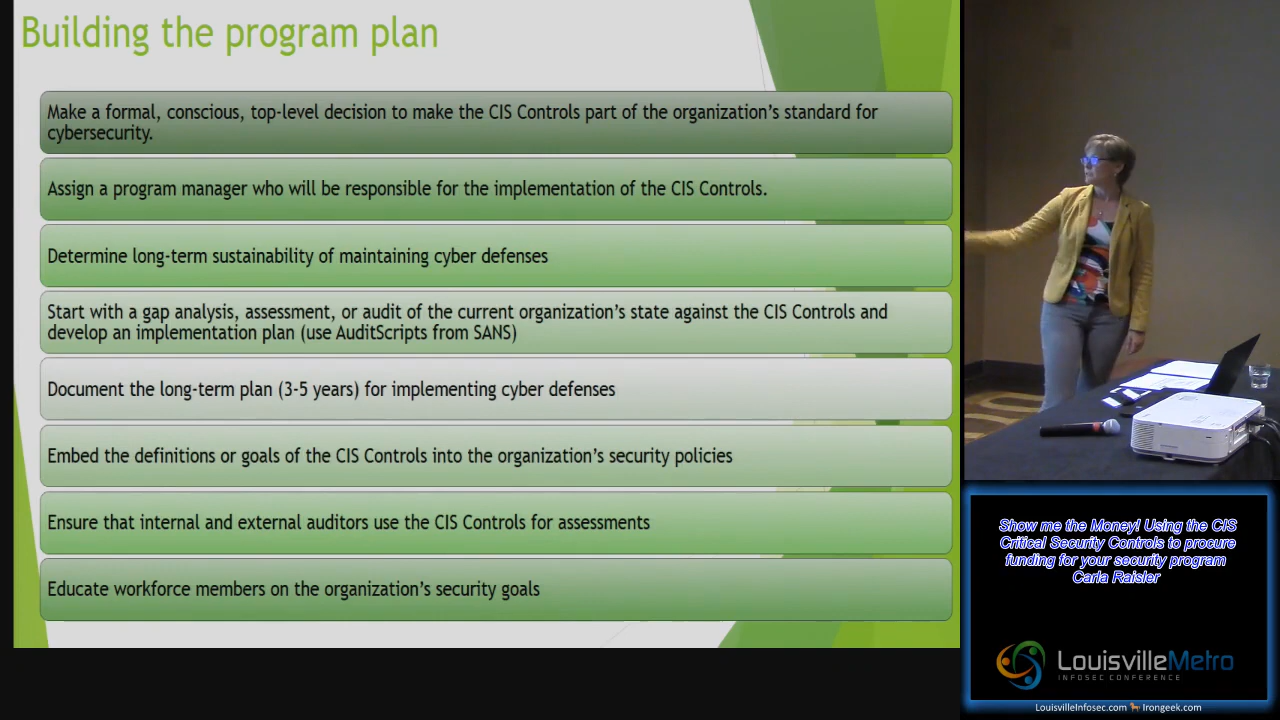 Building the program plan
Make a formal, conscious, top-level decision to make the CIS Controls part of the organization's standard for
cybersecurity.
Assign a program manager who will be responsible for the implementation of the CIS Controls.
Determine long-term sustainability of maintaining cyber defenses
Start with a gap analysis, assessment, or audit of the current organization's state against the CIS Controls and
develop an implementation plan (use AuditScripts from SANS)
Document the long-term plan (3-5 years) for implementing cyber defenses
Embed the definitions or goals of the CIS Controls into the organization's security policies
Ensure that internal and external auditors use the CIS Controls for assessments
Educate workforce members on the organization's security goals
Show me the Money! Using the CIS
Critical Security Controls to procure
funding for your security program
Carla Raisler
LouisvilleMetro
INFOSEC CONFERENCE
LouisvilleInfosec.com Irongeek.com